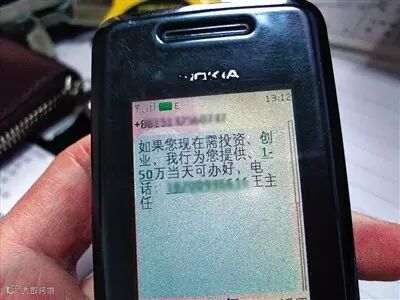 NOKIA
13:12
如果您现在需投资、创
业，我行为您提供、1-
50万当天可办好，电
话：王主
任